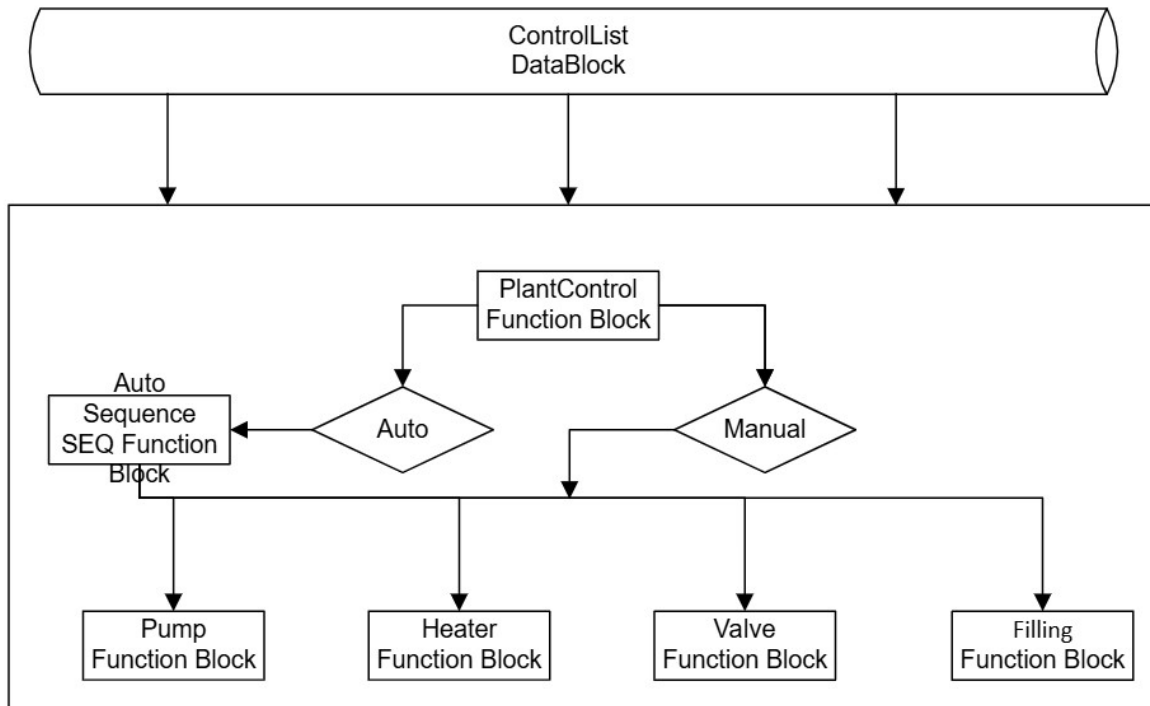 ControlList
DataBlock
PlantControl
Function Block
Auto
Sequence
SEQ Function
Block
Auto
Manual
Pump
Function Block
Heater
Function Block
Valve
Function Block
Filling
Function Block